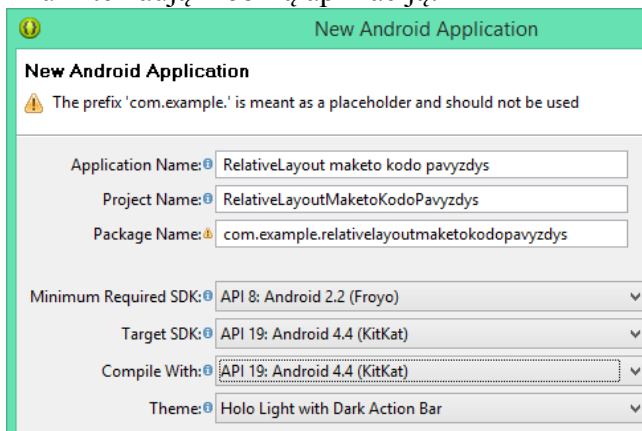 New Android Application
New Android Application
The prefix 'com.example.' is meant as a placeholder and should not be used
Application Name: RelativeLayout maketo kodo pavyzdys
Project Name: RelativeLayoutMaketoKodoPavyzdys
Package Name: com.example.relativelayoutmaketokodopavyzdys
Minimum Required SDK: API 8: Android 2.2 (Froyo)
Target SDK: API 19: Android 4.4 (KitKat)
Compile With: API 19: Android 4.4 (KitKat)
Theme: Holo Light with Dark Action Bar